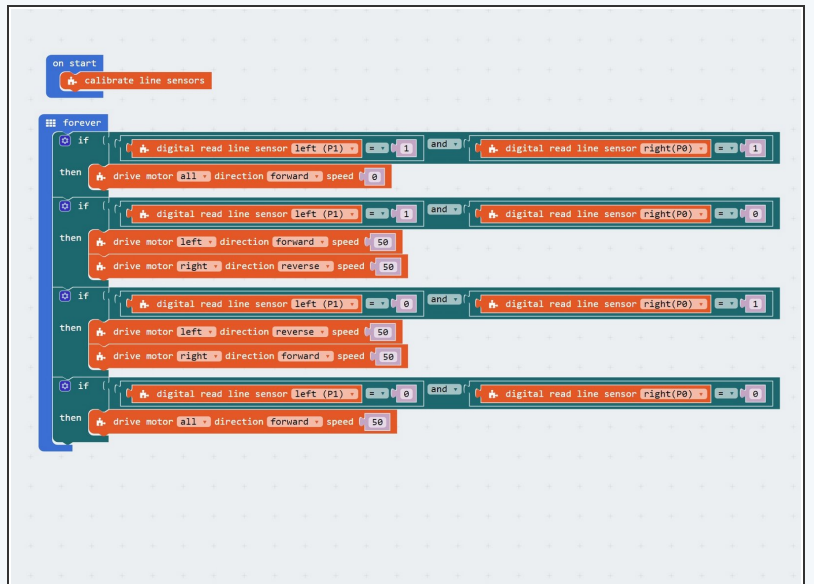 on start
calibrate line sensors
forever
if digital read line sensor left (P1) = 1 and digital read line sensor right(P0) = 1
then drive motor all direction forward speed 0
if digital read line sensor left (P1) = 1 and digital read line sensor right(P0) = 0
then drive motor left direction forward speed 50
drive motor right direction reverse speed 50
if digital read line sensor left (P1) = 0 and digital read line sensor right(P0) = 1
then drive motor left direction reverse speed 50
drive motor right direction forward speed 50
if digital read line sensor left (P1) = 0 and digital read line sensor right(P0) = 0
then drive motor all direction forward speed 50